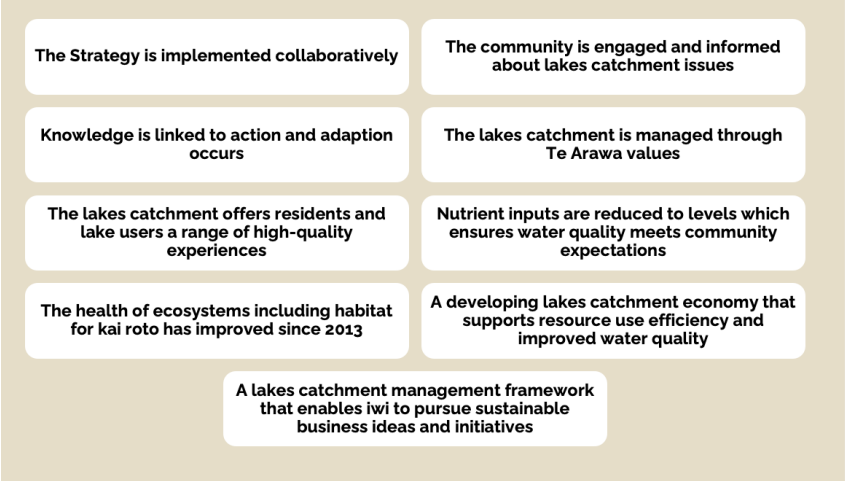 The Strategy is implemented collaboratively
The community is engaged and informed
about lakes catchment issues
Knowledge is linked to action and adaption
occurs
The lakes catchment is managed through
Te Arawa values
The lakes catchment offers residents and
lake users a range of high-quality
experiences
Nutrient inputs are reduced to levels which
ensures water quality meets community
expectations
The health of ecosystems including habitat
for kai roto has improved since 2013
A developing lakes catchment economy that
supports resource use efficiency and
improved water quality
A lakes catchment management framework
that enables iwi to pursue sustainable
business ideas and initiatives